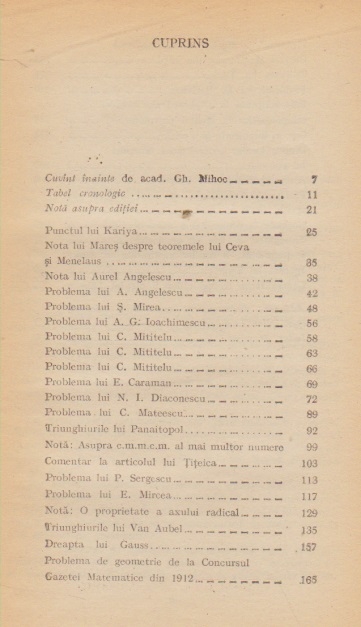 CUPRINS
Cuvînt înainte de acad. Gh. Mihoc 7
Tabel cronologic 11
Notă asupra ediției 21
Punctul lui Kariya 25
Nota lui Mareș despre teoremele lui Ceva
și Menelaus 35
Nota lui Aurel Angelescu 38
Problema lui A. Angelescu 42
Problema lui Ș. Mirea 48
Problema lui A. G. Ioachimescu 56
Problema lui C. Mititelu 58
Problema lui C. Mititelu 63
Problema lui C. Mititelu 66
Problema lui E. Caraman 69
Problema lui N. I. Diaconescu 72
Problema lui C. Mateescu 89
Triunghiurile lui Panaitopol 92
Notă: Asupra c.m.m.c.m. al mai multor numere 99
Comentar la articolul lui Țițeica 103
Problema lui P. Sergescu 113
Problema lui E. Mircea 117
Notă: O proprietate a axului radical 129
Triunghiurile lui Van Aubel 135
Dreapta lui Gauss 157
Problema de geometrie de la Concursul
Gazetei Matematice din 1912 165